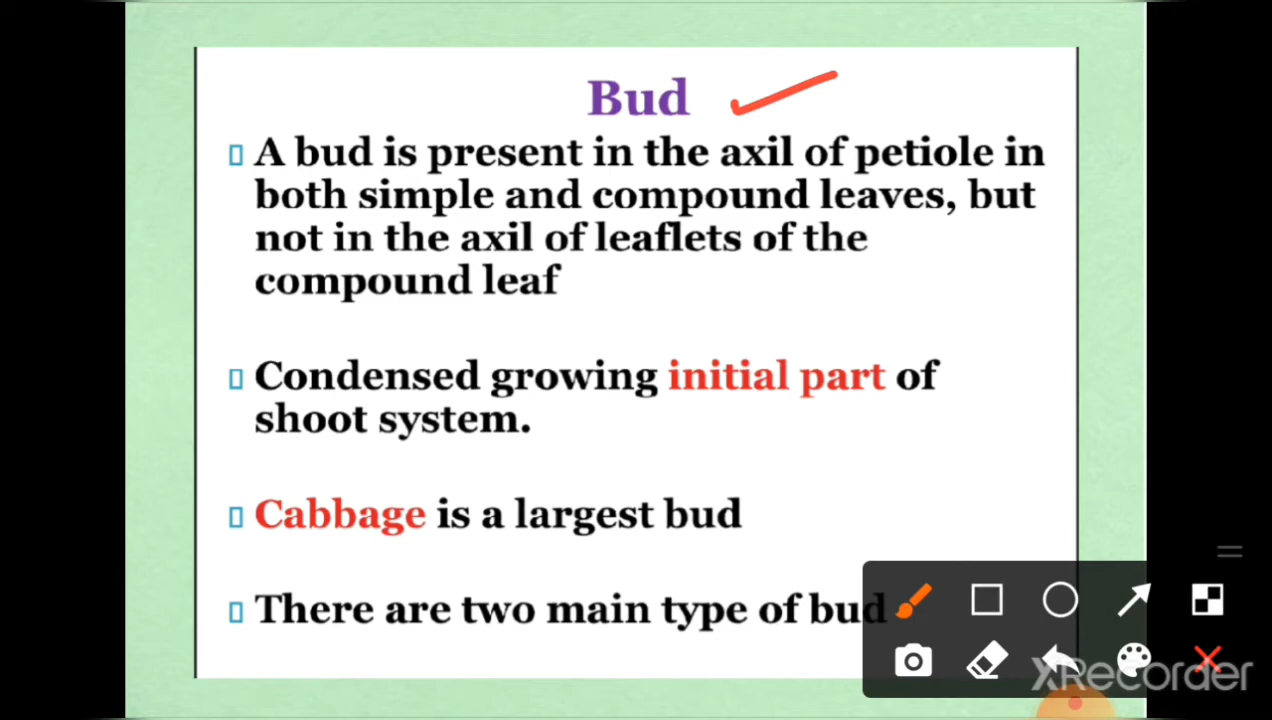 Bud
A bud is present in the axil of petiole in
both simple and compound leaves, but
not in the axil of leaflets of the
compound leaf
Condensed growing initial part of
shoot system.
Cabbage is a largest bud
There are two main type of bud
XRecorder